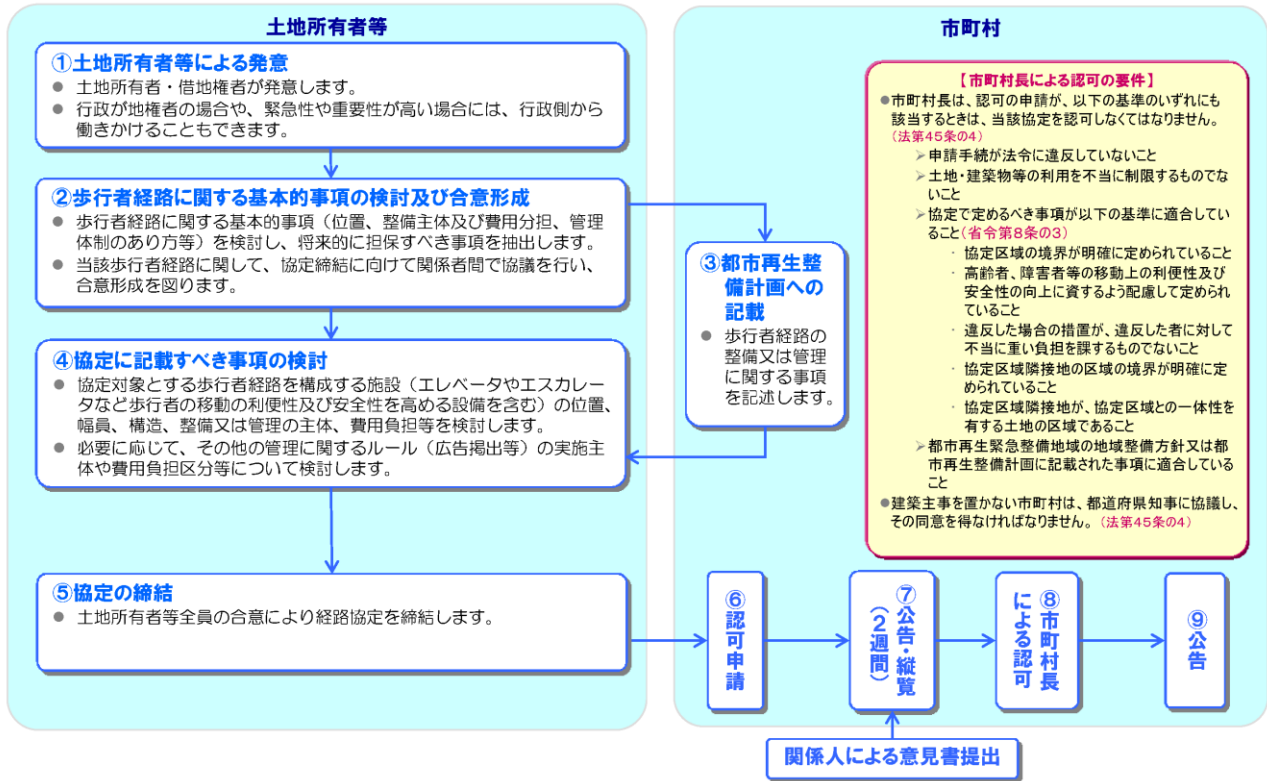 土地所有者等
①土地所有者等による発意
● 土地所有者・借地権者が発意します。
● 行政が地権者の場合や、緊急性や重要性が高い場合には、行政側から
働きかけることもできます。
②歩行者経路に関する基本的事項の検討及び合意形成
● 歩行者経路に関する基本的事項（位置、整備主体及び費用分担、管理
体制のあり方等）を検討し、将来的に担保すべき事項を抽出します。
● 当該歩行者経路に関して、協定締結に向けて関係者間で協議を行い、
合意形成を図ります。
④協定に記載すべき事項の検討
● 協定対象とする歩行者経路を構成する施設（エレベータやエスカレー
タなど歩行者の移動の利便性及び安全性を高める設備を含む）の位置、
幅員、構造、整備又は管理の主体、費用負担等を検討します。
● 必要に応じて、その他の管理に関するルール（広告掲出等）の実施主
体や費用負担区分等について検討します。
⑤協定の締結
● 土地所有者等全員の合意により経路協定を締結します。
市町村
③都市再生整
備計画への
記載
● 歩行者経路の
整備又は管理
に関する事項
を記述します。
【市町村長による認可の要件】
●市町村長は、認可の申請が、以下の基準のいずれにも
該当するときは、当該協定を認可しなくてはなりません。
（法第45条の4）
➢申請手続が法令に違反していないこと
➢土地・建築物等の利用を不当に制限するものでな
いこと
➢協定で定めるべき事項が以下の基準に適合してい
ること（省令第8条の3）
・ 協定区域の境界が明確に定められていること
・ 高齢者、障害者等の移動上の利便性及び
安全性の向上に資するよう配慮して定められ
ていること
・ 違反した場合の措置が、違反した者に対して
不当に重い負担を課するものでないこと
・ 協定区域隣接地の区域の境界が明確に定
められていること
・ 協定区域隣接地が、協定区域との一体性を
有する土地の区域であること
➢都市再生緊急整備地域の地域整備方針又は都
市再生整備計画に記載された事項に適合している
こと
●建築主事を置かない市町村は、都道府県知事に協議し、
その同意を得なければなりません。（法第45条の4）
⑥認可申請
⑦公告・縦覧
（2週間）
⑧市町村長
による認可
⑨公告
関係人による意見書提出